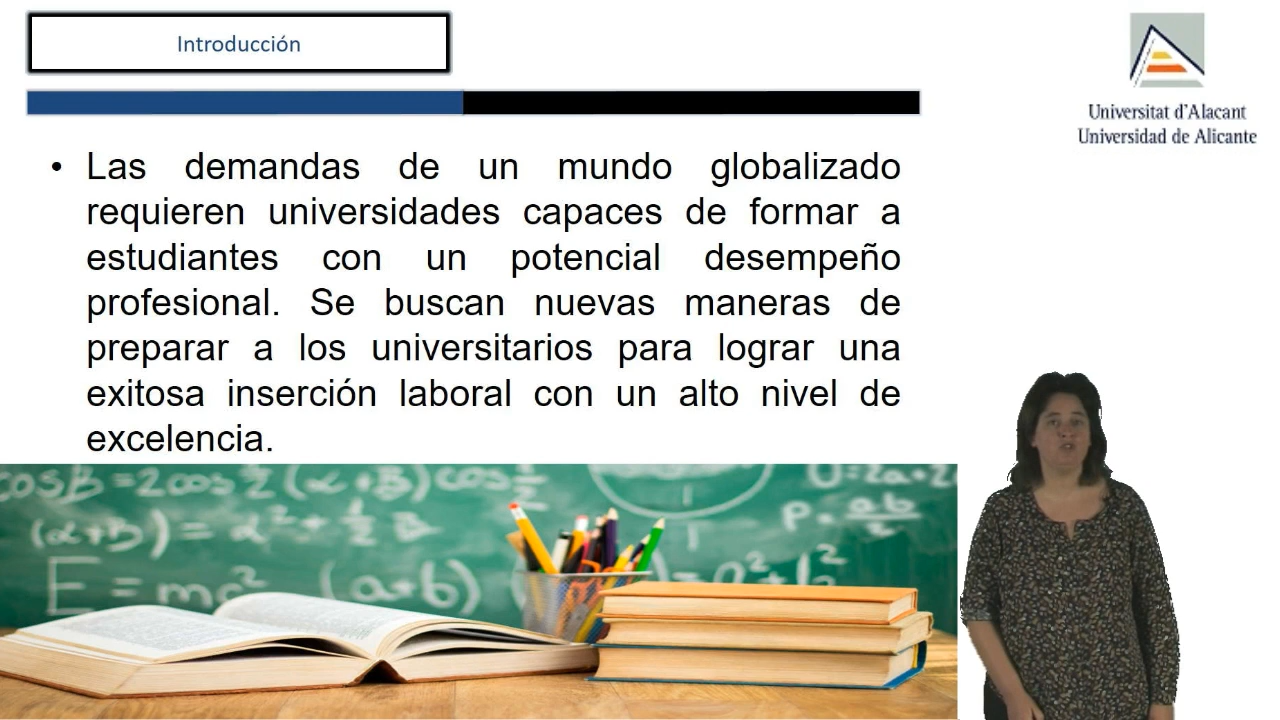 Introducción
Universitat d'Alacant
Universidad de Alicante
• Las demandas de un mundo globalizado
requieren universidades capaces de formar a
estudiantes con un potencial desempeño
profesional. Se buscan nuevas maneras de
preparar a los universitarios para lograr una
exitosa inserción laboral con un alto nivel de
excelencia.
E = mc²
(a+b)